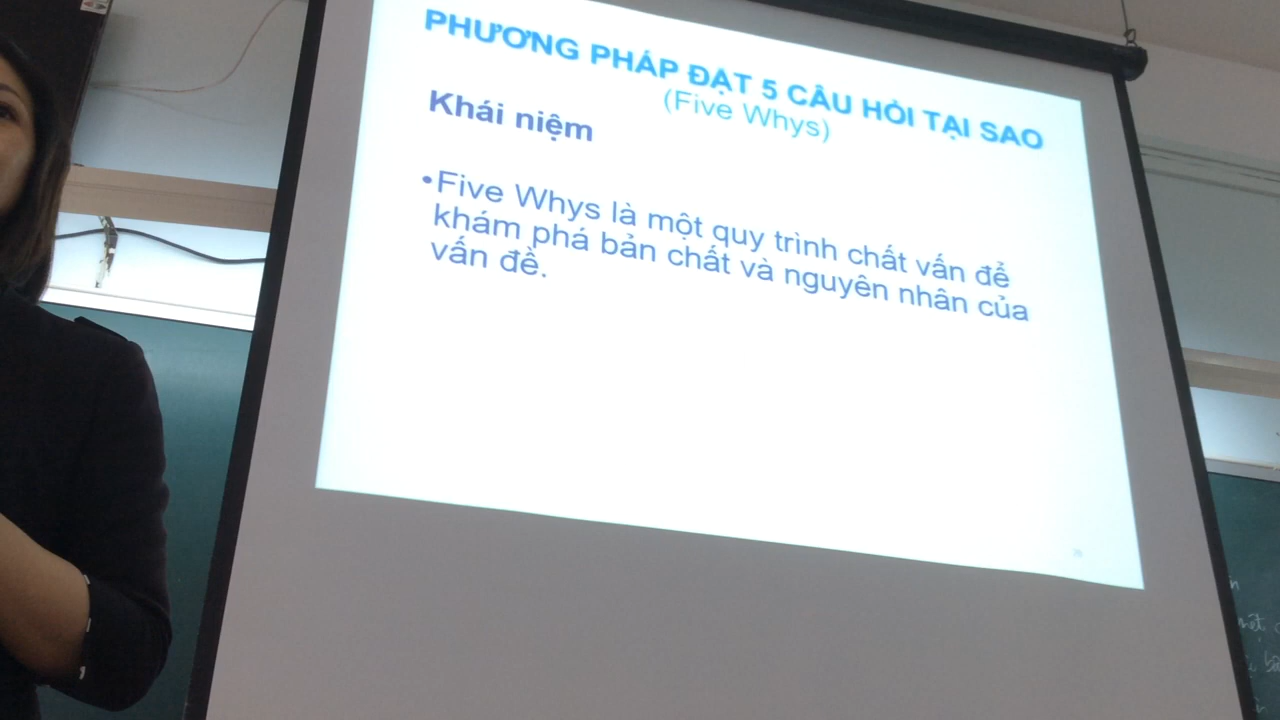 PHƯƠNG PHÁP ĐẶT 5 CÂU HỎI TẠI SAO
(Five Whys)
Khái niệm
•Five Whys là một quy trình chất vấn để
khám phá bản chất và nguyên nhân của
vấn đề.